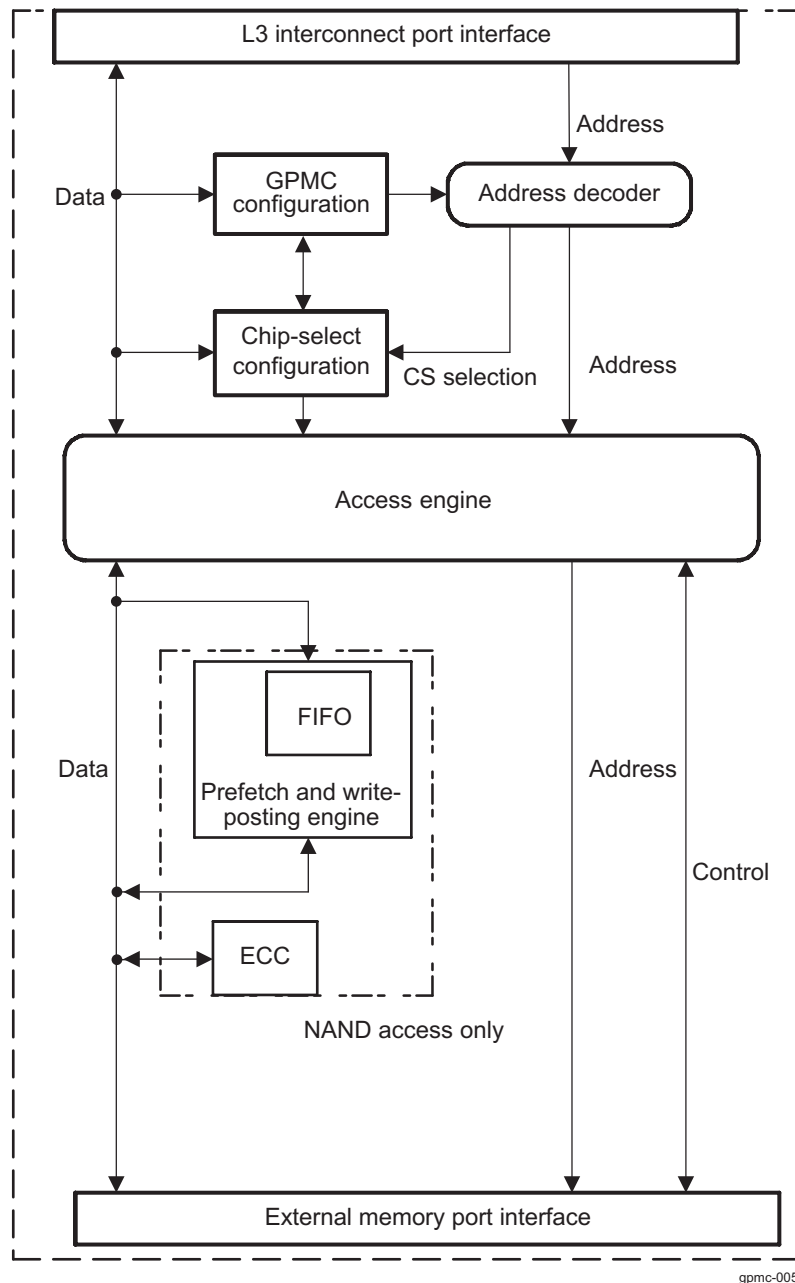 L3 interconnect port interface
Address
Data
GPMC
configuration
Address decoder
Chip-select
configuration
CS selection
Address
Access engine
FIFO
Data
Prefetch and write-
posting engine
Address
Control
ECC
NAND access only
External memory port interface
gpmc-005